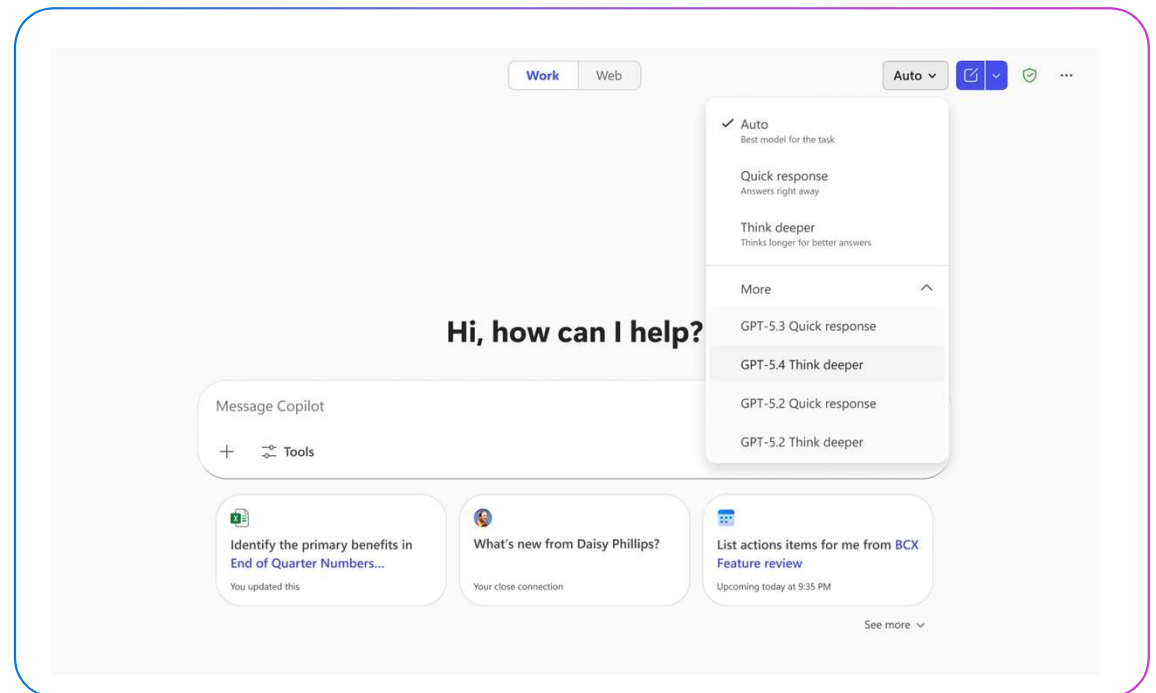 Work
Web
Auto
Auto
Best model for the task
Quick response
Answers right away
Think deeper
Thinks longer for better answers
More
GPT-5.3 Quick response
GPT-5.4 Think deeper
GPT-5.2 Quick response
GPT-5.2 Think deeper
Hi, how can I help?
Message Copilot
Tools
Identify the primary benefits in
End of Quarter Numbers...
You updated this
What's new from Daisy Phillips?
Your close connection
List actions items for me from BCX
Feature review
Upcoming today at 9:35 PM
See more